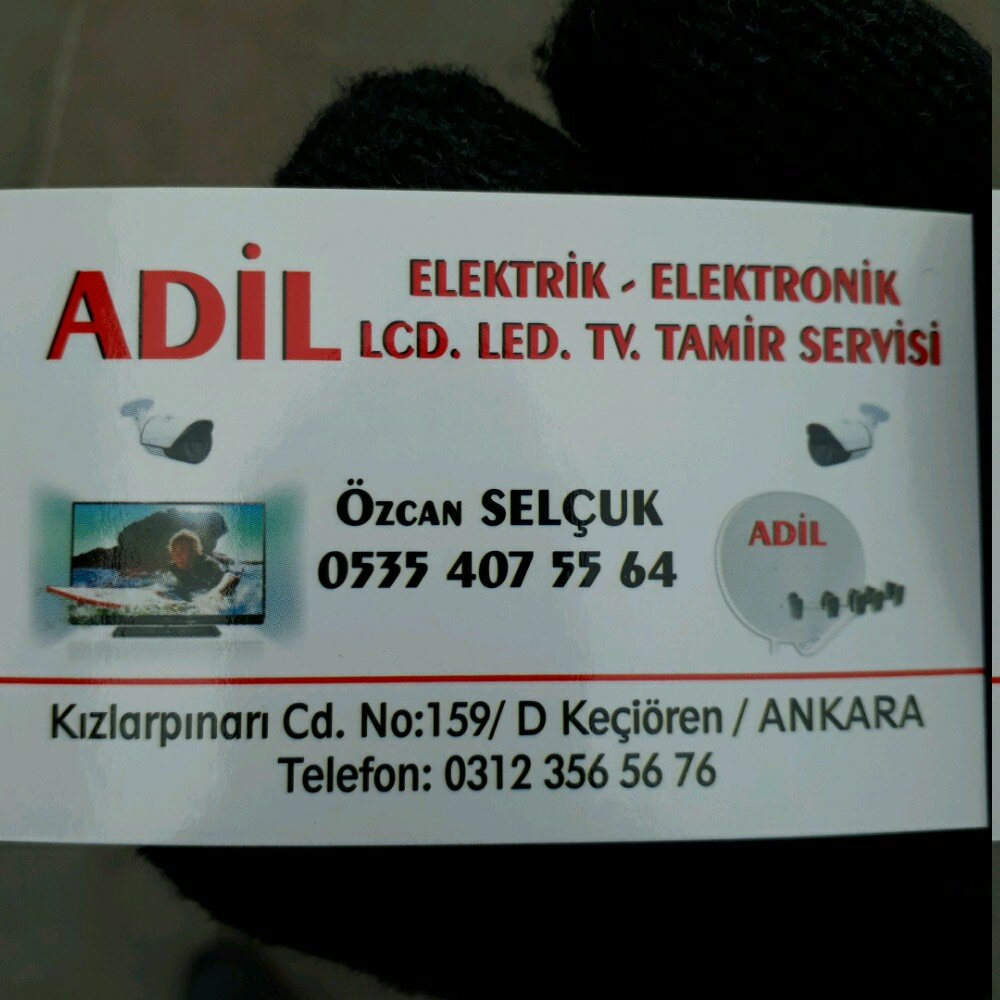 ADİL
ELEKTRİK - ELEKTRONİK
LCD. LED. TV. TAMİR SERVİSİ
ÖZCAN SELÇUK
0535 407 55 64
ADİL
Kızlarpınarı Cd. No:159/ D Keçiören / ANKARA
Telefon: 0312 356 56 76